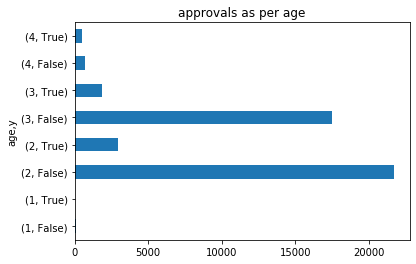 approvals as per age
(4, True)
(4, False)
(3, True)
(3, False)
(2, True)
(2, False)
(1, True)
(1, False)
age,y
0 5000 10000 15000 20000